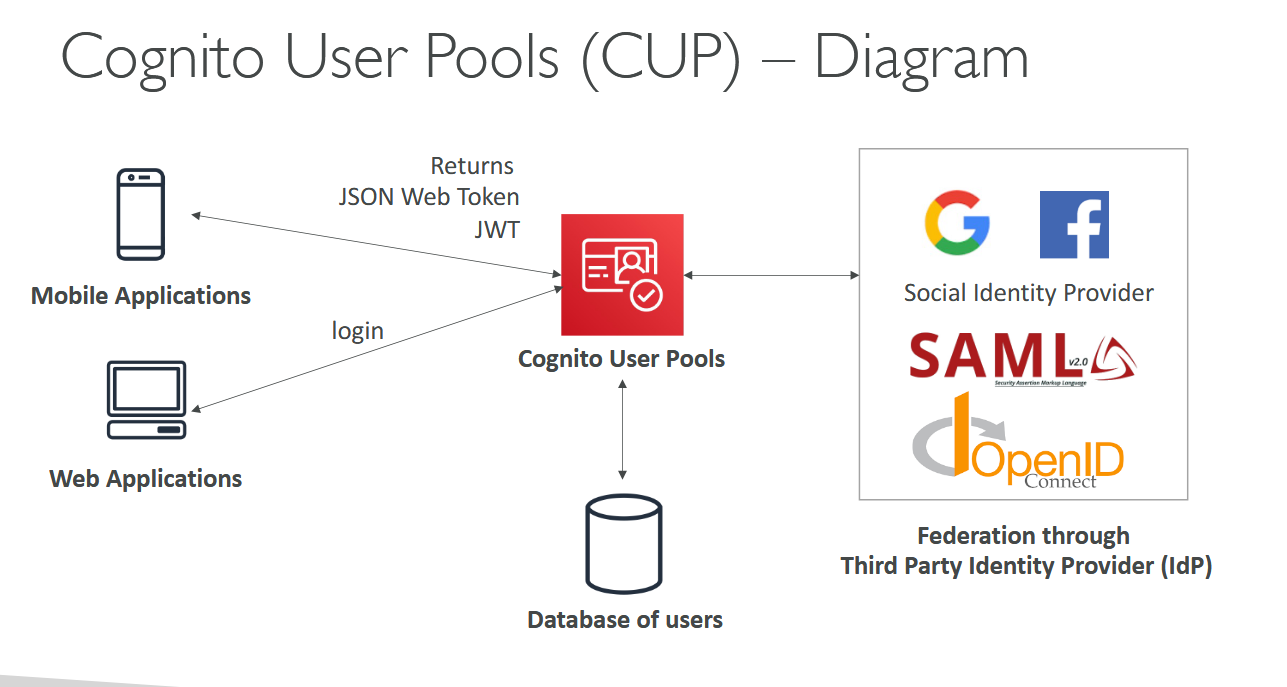 Cognito User Pools (CUP) – Diagram
Returns
JSON Web Token
JWT
Mobile Applications
login
Web Applications
Cognito User Pools
Database of users
Social Identity Provider
SAML v2.0
Security Assertion Markup Language
OpenID
Connect
Federation through
Third Party Identity Provider (IdP)